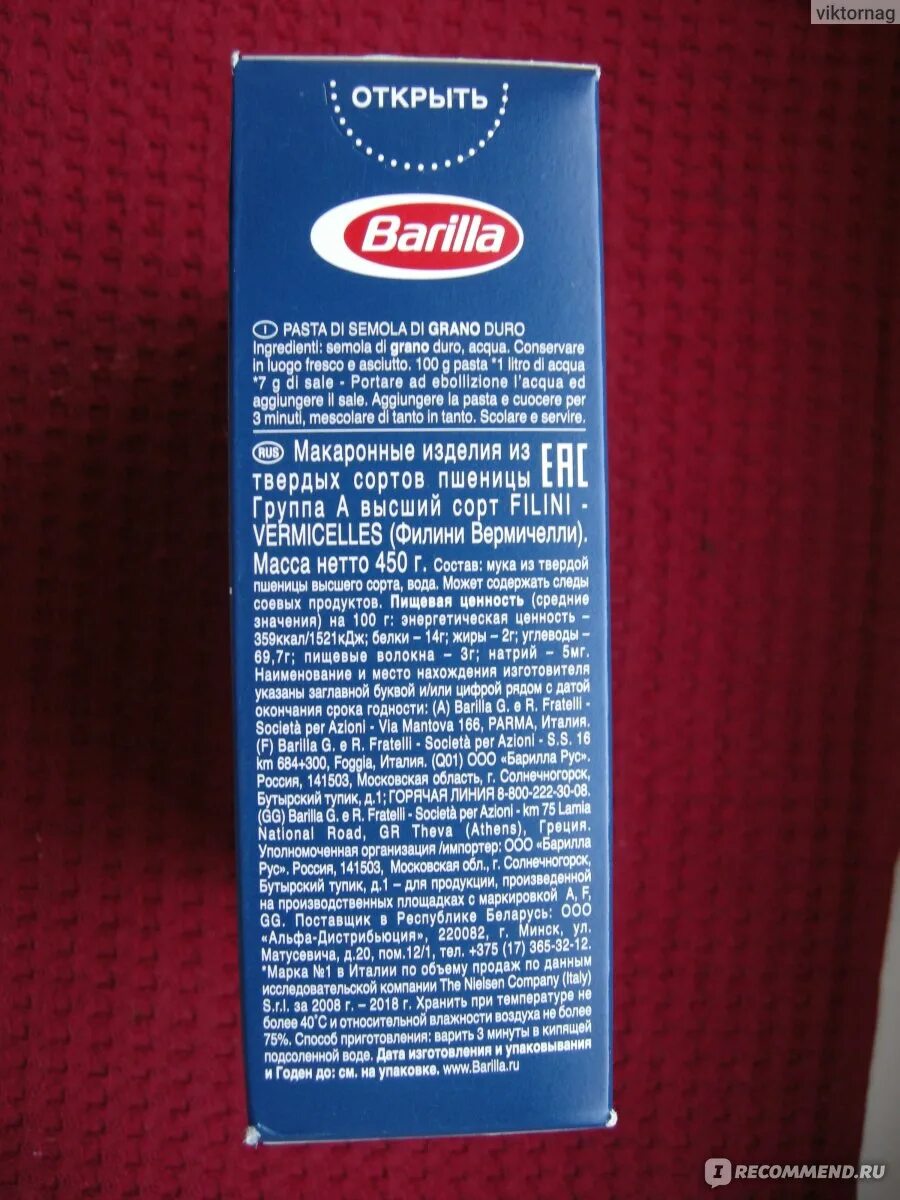 viktornag
ОТКРЫТЬ
Barilla
I PASTA DI SEMOLA DI GRANO DURO
Ingredienti: semola di grano duro, acqua. Conservare
in luogo fresco e asciutto. 100 g pasta *1 litro di acqua
*7 g di sale - Portare ad ebollizione l'acqua ed
aggiungere il sale. Aggiungere la pasta e cuocere per
3 minuti, mescolare di tanto in tanto. Scolare e servire.
RUS Макаронные изделия из
твердых сортов пшеницы EAC
Группа А высший сорт FILINI -
VERMICELLES (Филини Вермичелли).
Масса нетто 450 г. Состав: мука из твердой
пшеницы высшего сорта, вода. Может содержать следы
соевых продуктов. Пищевая ценность (средние
значения) на 100 г: энергетическая ценность –
359ккал/1521кДж; белки – 14г; жиры – 2г; углеводы –
69,7г; пищевые волокна – 3г; натрий – 5мг.
Наименование и место нахождения изготовителя
указаны заглавной буквой и/или цифрой рядом с датой
окончания срока годности: (A) Barilla G. e R. Fratelli -
Società per Azioni - Via Mantova 166, PARMA, Италия.
(F) Barilla G. e R. Fratelli - Società per Azioni - S.S. 16
km 684+300, Foggia, Италия. (Q01) ООО «Барилла Рус».
Россия, 141503, Московская область, г. Солнечногорск,
Бутырский тупик, д.1; ГОРЯЧАЯ ЛИНИЯ 8-800-222-30-08.
(GG) Barilla G. e R. Fratelli - Società per Azioni - km 75 Lamia
National Road, GR Theva (Athens), Греция.
Уполномоченная организация /импортер: ООО «Барилла
Рус». Россия, 141503, Московская обл., г. Солнечногорск,
Бутырский тупик, д.1 – для продукции, произведенной
на производственных площадках с маркировкой A, F,
GG. Поставщик в Республике Беларусь: ООО
«Альфа-Дистрибьюция», 220082, г. Минск, ул.
Матусевича, д.20, пом.12/1, тел. +375 (17) 365-32-12.
*Марка №1 в Италии по объему продаж по данным
исследовательской компании The Nielsen Company (Italy)
S.r.l. за 2008 г. – 2018 г. Хранить при температуре не
более 40˚C и относительной влажности воздуха не более
75%. Способ приготовления: варить 3 минуты в кипящей
подсоленной воде. Дата изготовления и упаковывания
и Годен до: см. на упаковке. www.Barilla.ru
I RECOMMEND.RU